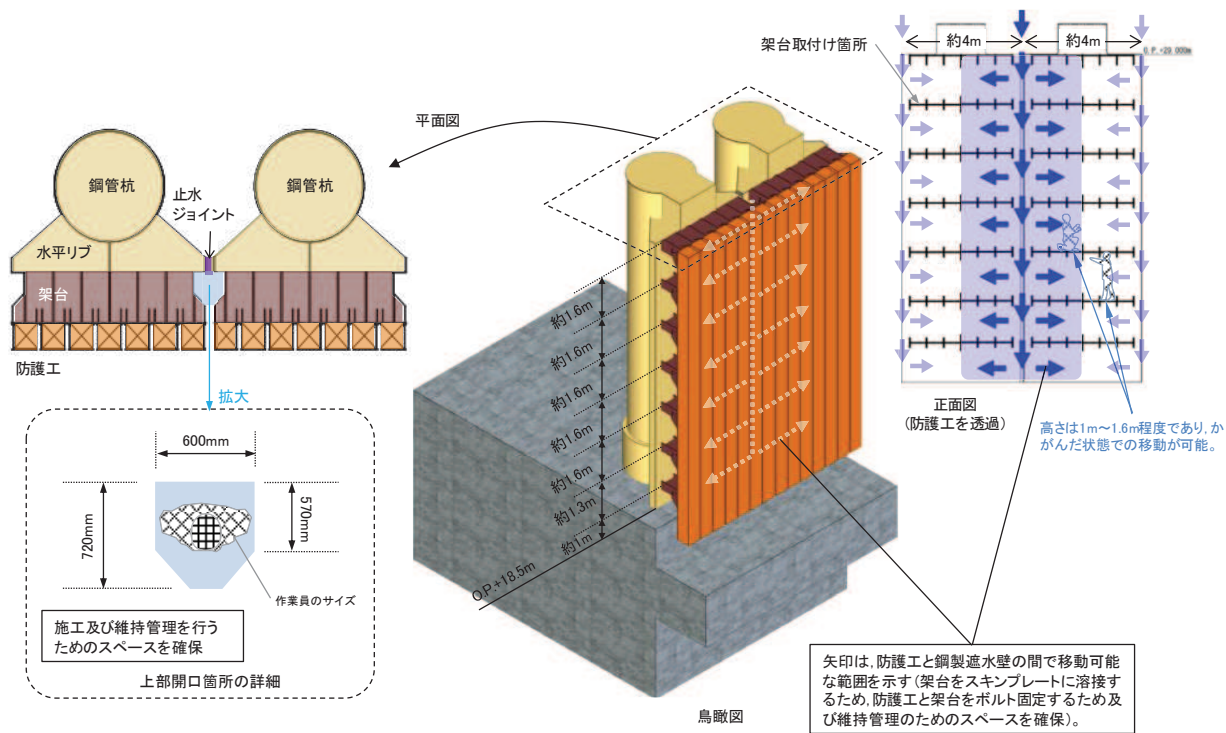 鋼管杭
鋼管杭
止水
ジョイント
水平リブ
架台
防護工
拡大
600mm
720mm
570mm
作業員のサイズ
施工及び維持管理を行う
ためのスペースを確保
上部開口箇所の詳細
平面図
約1.6m
約1.6m
約1.6m
約1.6m
約1.6m
約1.3m
約1m
O.P.+18.5m
鳥瞰図
架台取付け箇所
約4m
約4m
O.P.+29.000m
正面図
(防護工を透過)
高さは1m～1.6m程度であり,か
がんだ状態での移動が可能。
矢印は,防護工と鋼製遮水壁の間で移動可能
な範囲を示す(架台をスキンプレートに溶接す
るため,防護工と架台をボルト固定するため及
び維持管理のためのスペースを確保)。